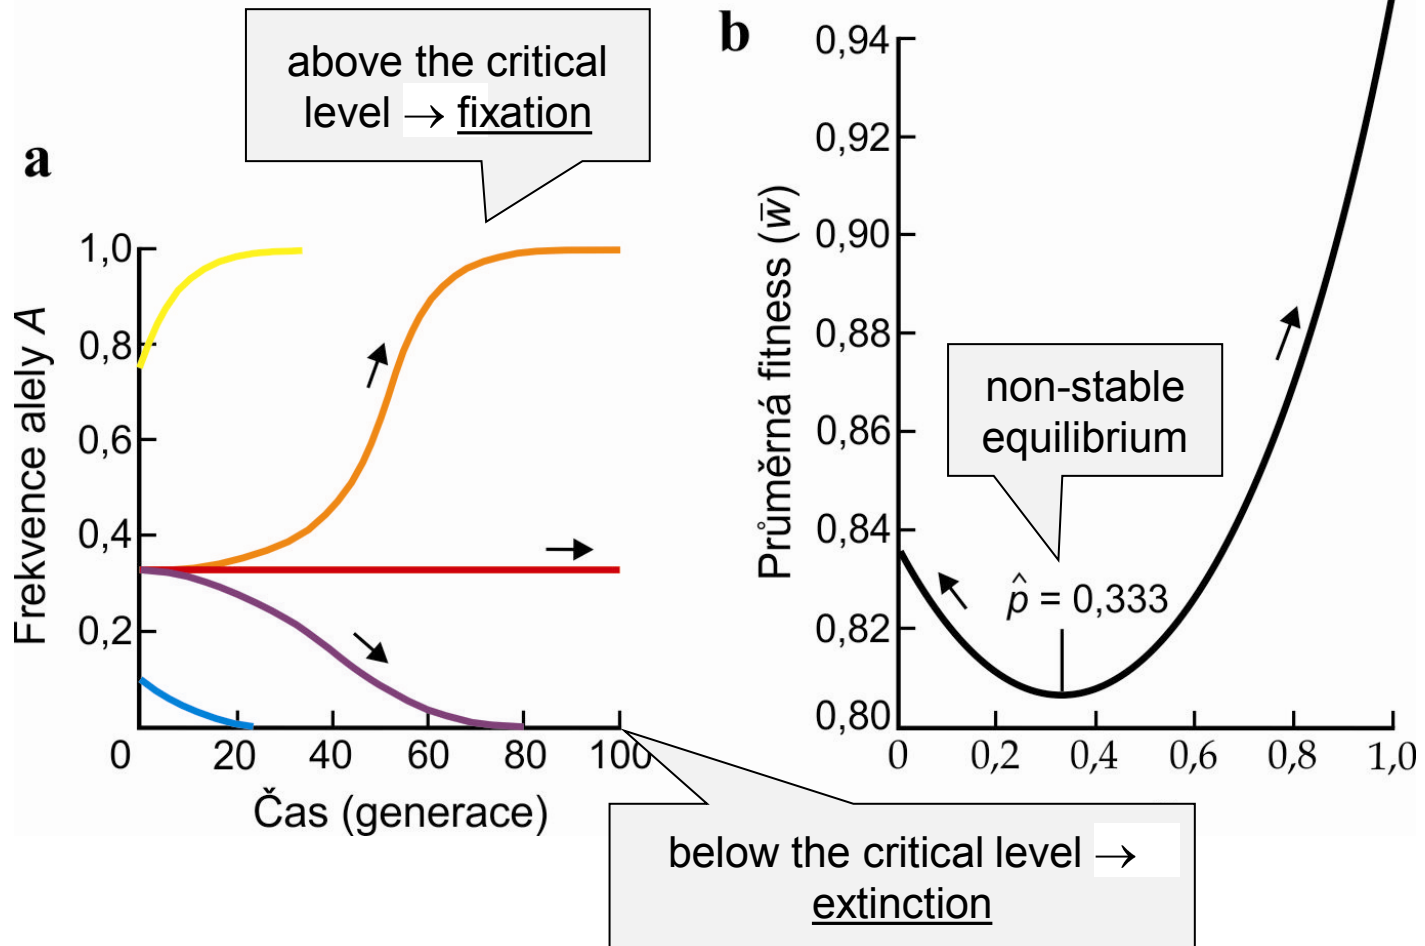 above the critical
level → fixation
a
1,0
0,8
0,6
0,4
0,2
0
20
40
60
80
100
Frekvence alely A
Čas (generace)
b
0,94
0,92
0,90
0,88
0,86
0,84
0,82
0,80
0
0,2
0,4
0,6
0,8
1,0
Průměrná fitness (w̅)
non-stable
equilibrium
p̂ = 0,333
below the critical level →
extinction